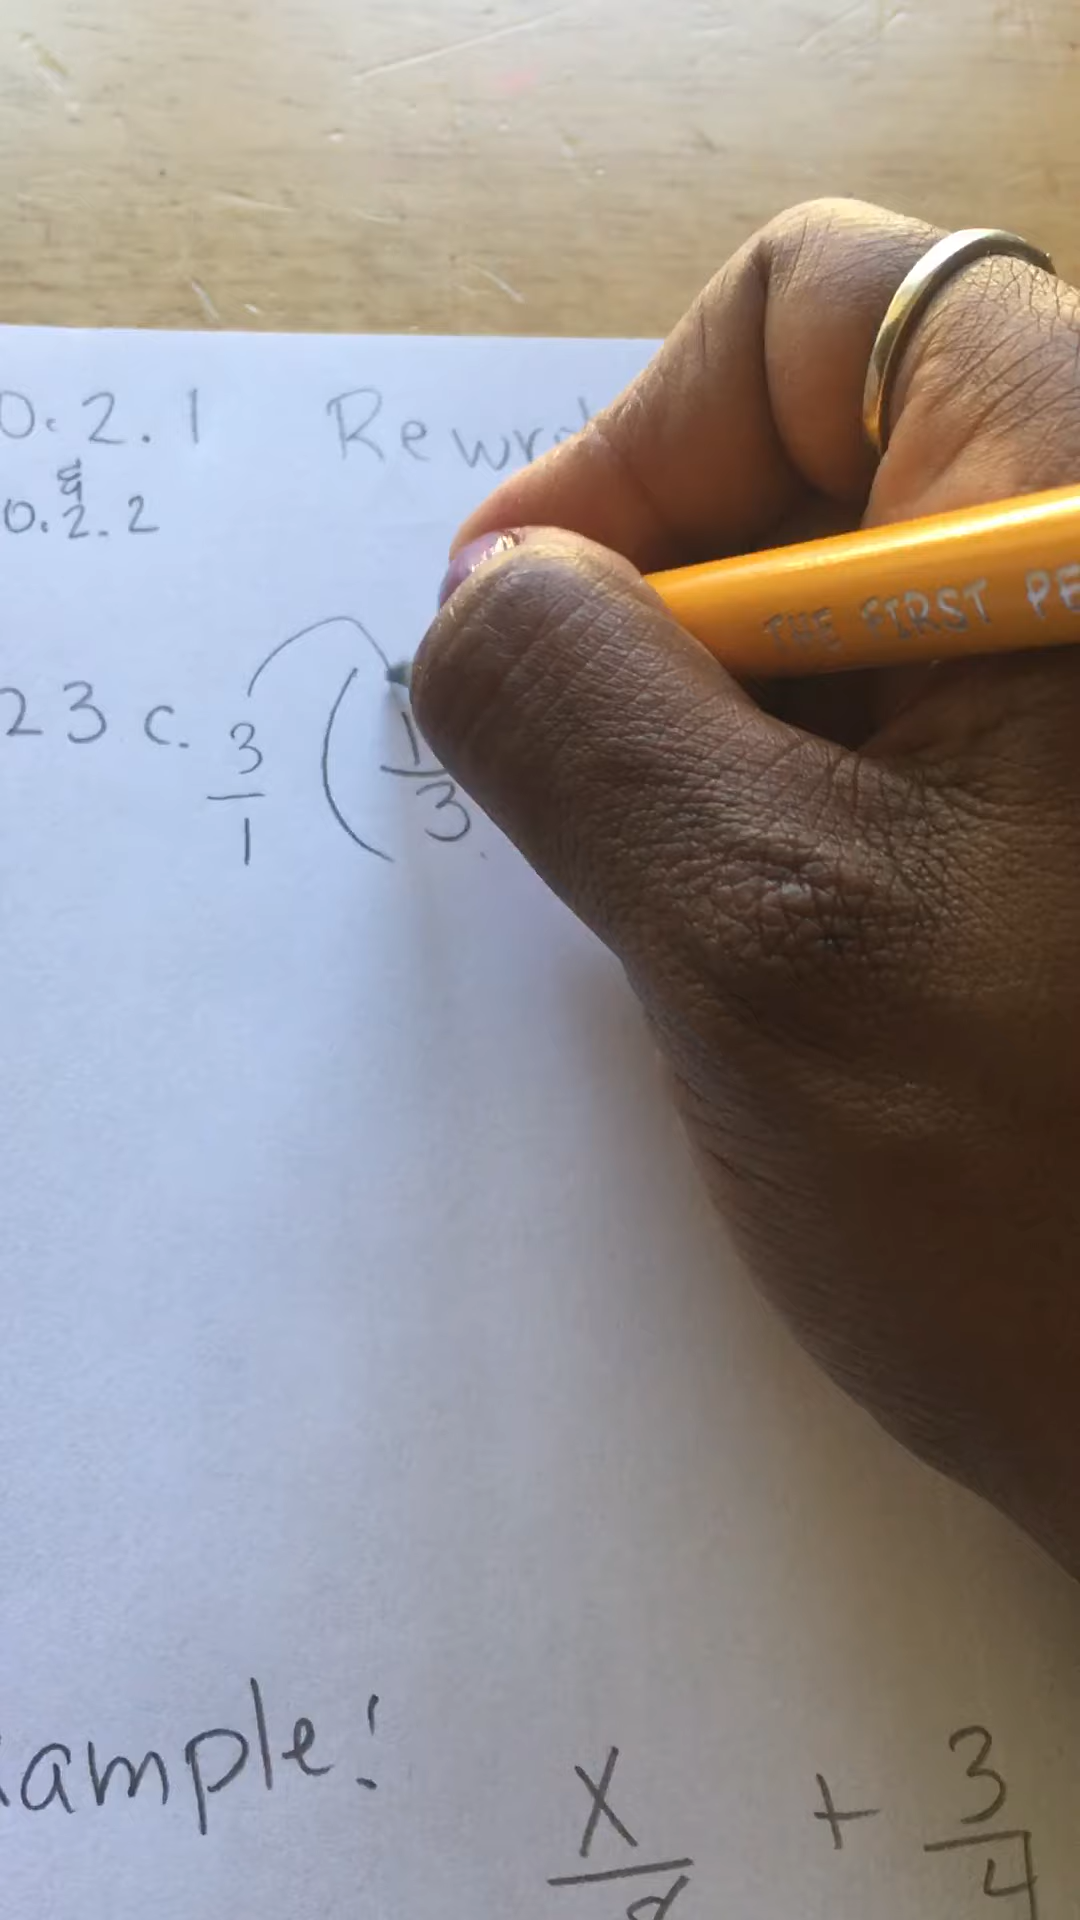 0.2.1 Rewr
&
0.2.2
23 c. 3/1 (1/3
THE FIRST PE
ample!
x + 3/4